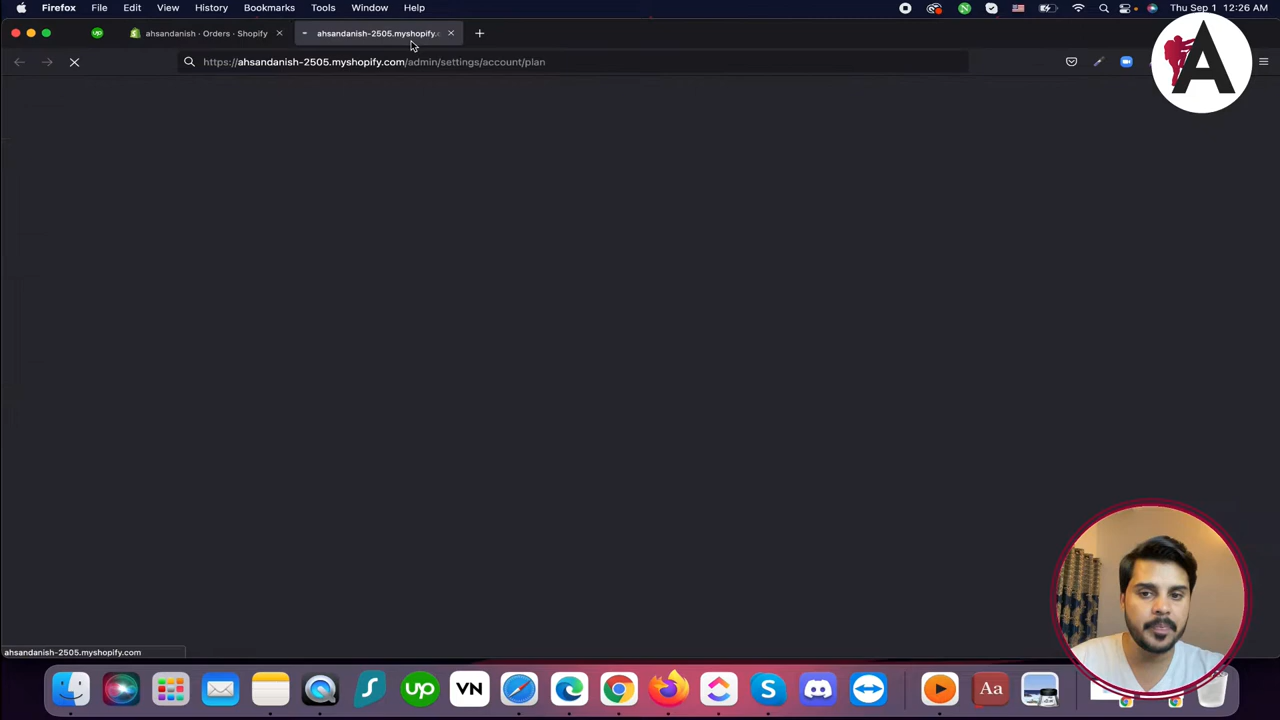 Firefox File Edit View History Bookmarks Tools Window Help Thu Sep 1 12:26 AM
up ahsandanish · Orders · Shopify ahsandanish-2505.myshopify.
https://ahsandanish-2505.myshopify.com/admin/settings/account/plan
A
ahsandanish-2505.myshopify.com
up VN S Aa